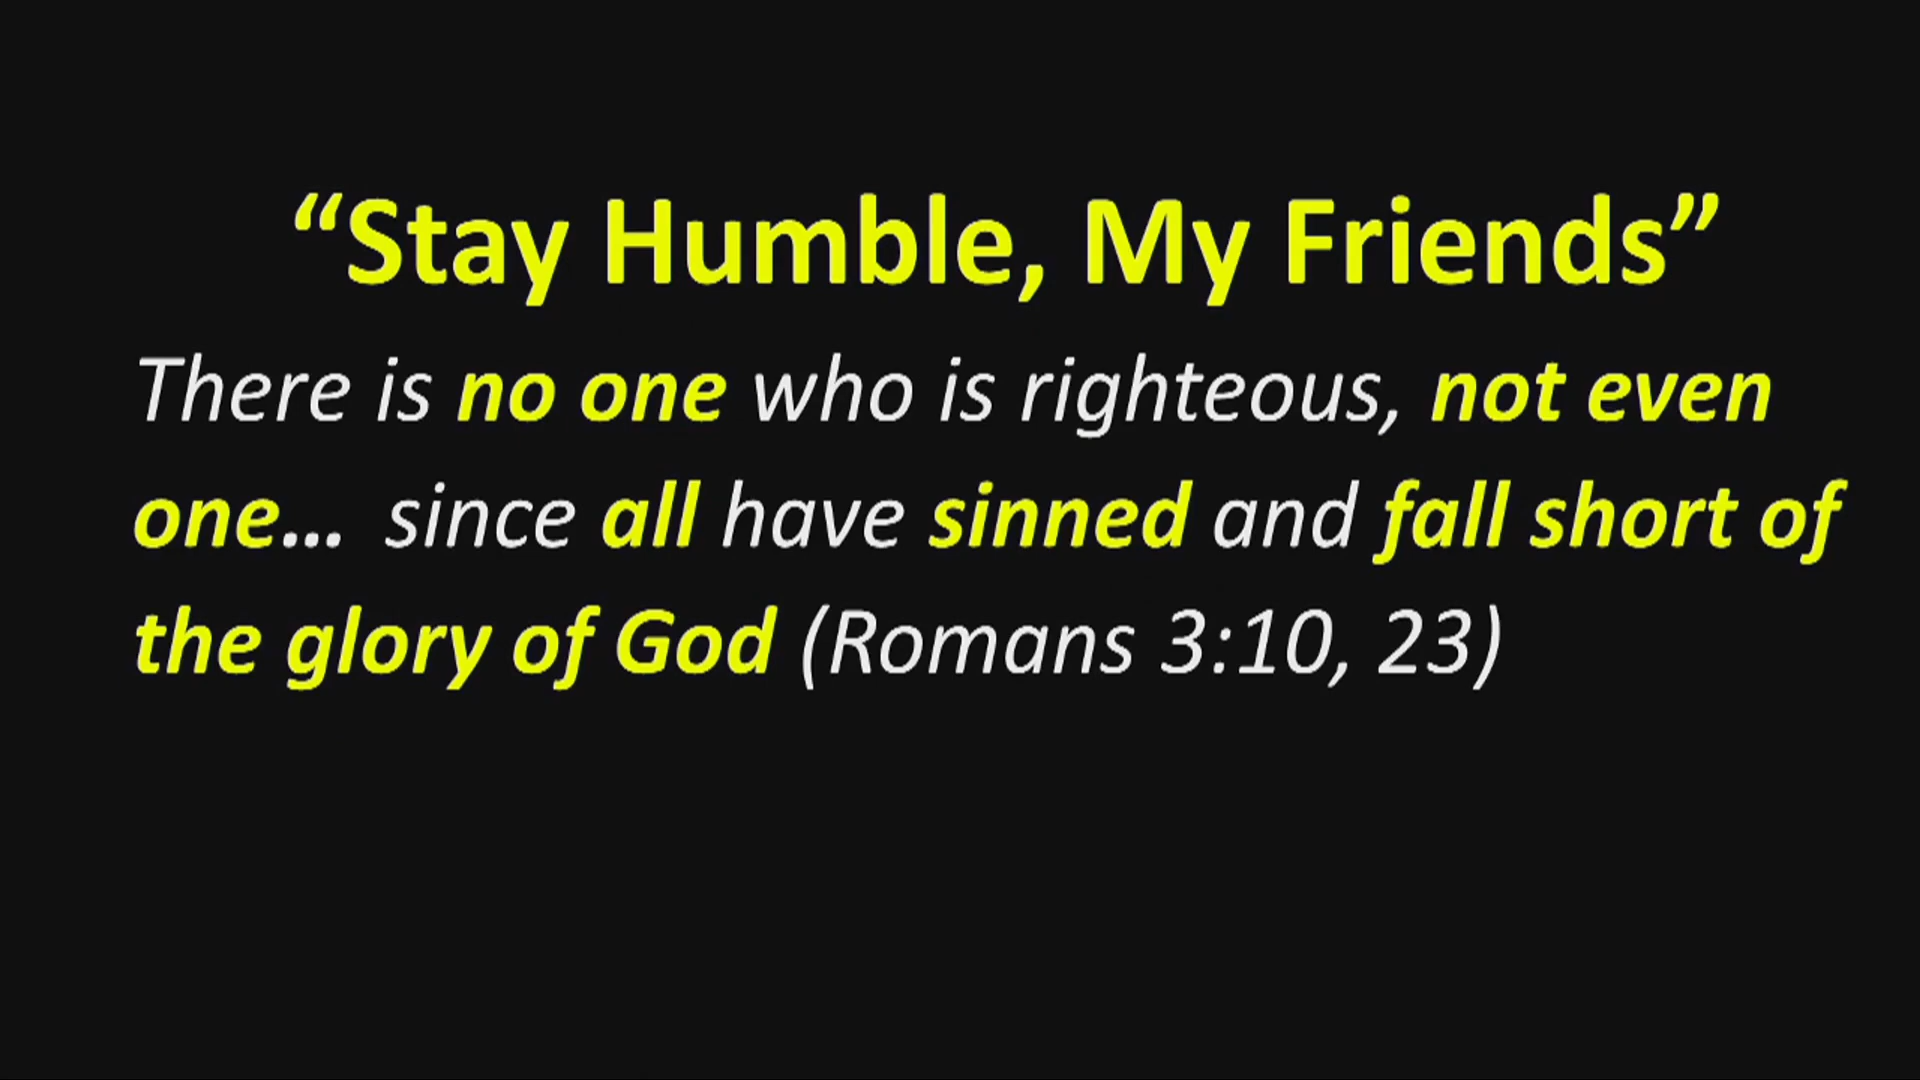 “Stay Humble, My Friends”
There is no one who is righteous, not even
one... since all have sinned and fall short of
the glory of God (Romans 3:10, 23)